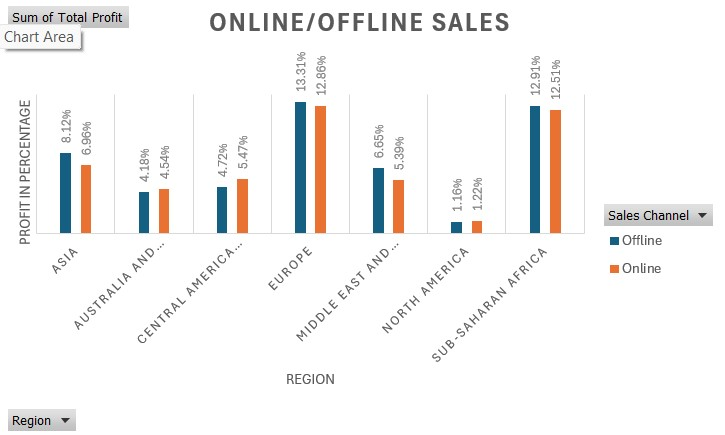 Sum of Total Profit
ONLINE/OFFLINE SALES
Chart Area
PROFIT IN PERCENTAGE
8.12%
6.96%
4.18%
4.54%
4.72%
5.47%
13.31%
12.86%
6.65%
5.39%
1.16%
1.22%
12.91%
12.51%
ASIA
AUSTRALIA AND...
CENTRAL AMERICA...
EUROPE
MIDDLE EAST AND...
NORTH AMERICA
SUB-SAHARAN AFRICA
REGION
Sales Channel
Offline
Online
Region